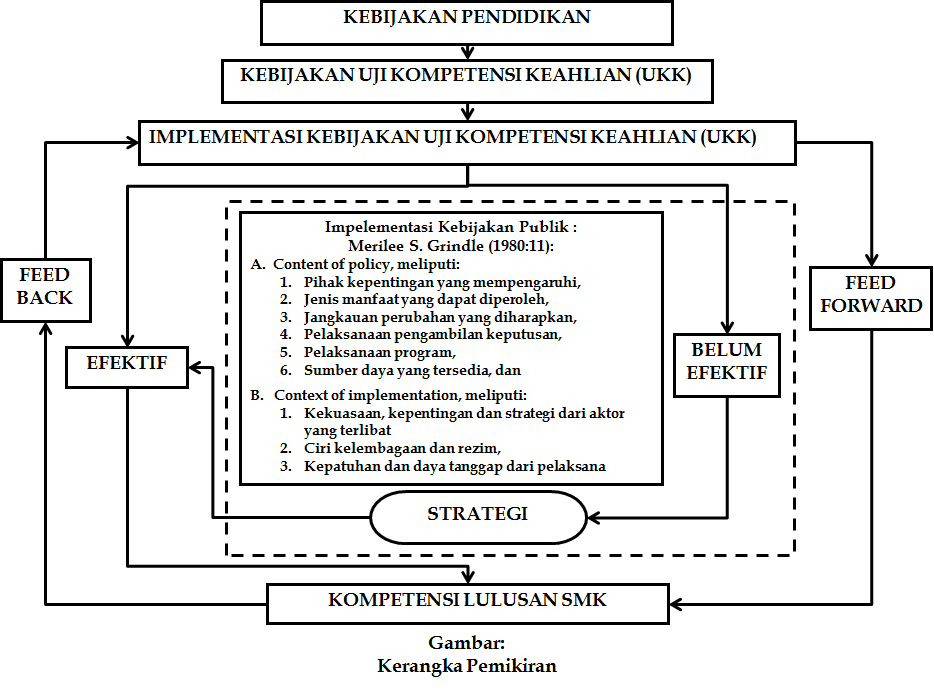 KEBIJAKAN PENDIDIKAN
KEBIJAKAN UJI KOMPETENSI KEAHLIAN (UKK)
IMPLEMENTASI KEBIJAKAN UJI KOMPETENSI KEAHLIAN (UKK)
FEED
BACK
EFEKTIF
Impelementasi Kebijakan Publik :
Merilee S. Grindle (1980:11):
A. Content of policy, meliputi:
1. Pihak kepentingan yang mempengaruhi,
2. Jenis manfaat yang dapat diperoleh,
3. Jangkauan perubahan yang diharapkan,
4. Pelaksanaan pengambilan keputusan,
5. Pelaksanaan program,
6. Sumber daya yang tersedia, dan
B. Context of implementation, meliputi:
1. Kekuasaan, kepentingan dan strategi dari aktor
yang terlibat
2. Ciri kelembagaan dan rezim,
3. Kepatuhan dan daya tanggap dari pelaksana
BELUM
EFEKTIF
FEED
FORWARD
STRATEGI
KOMPETENSI LULUSAN SMK
Gambar:
Kerangka Pemikiran